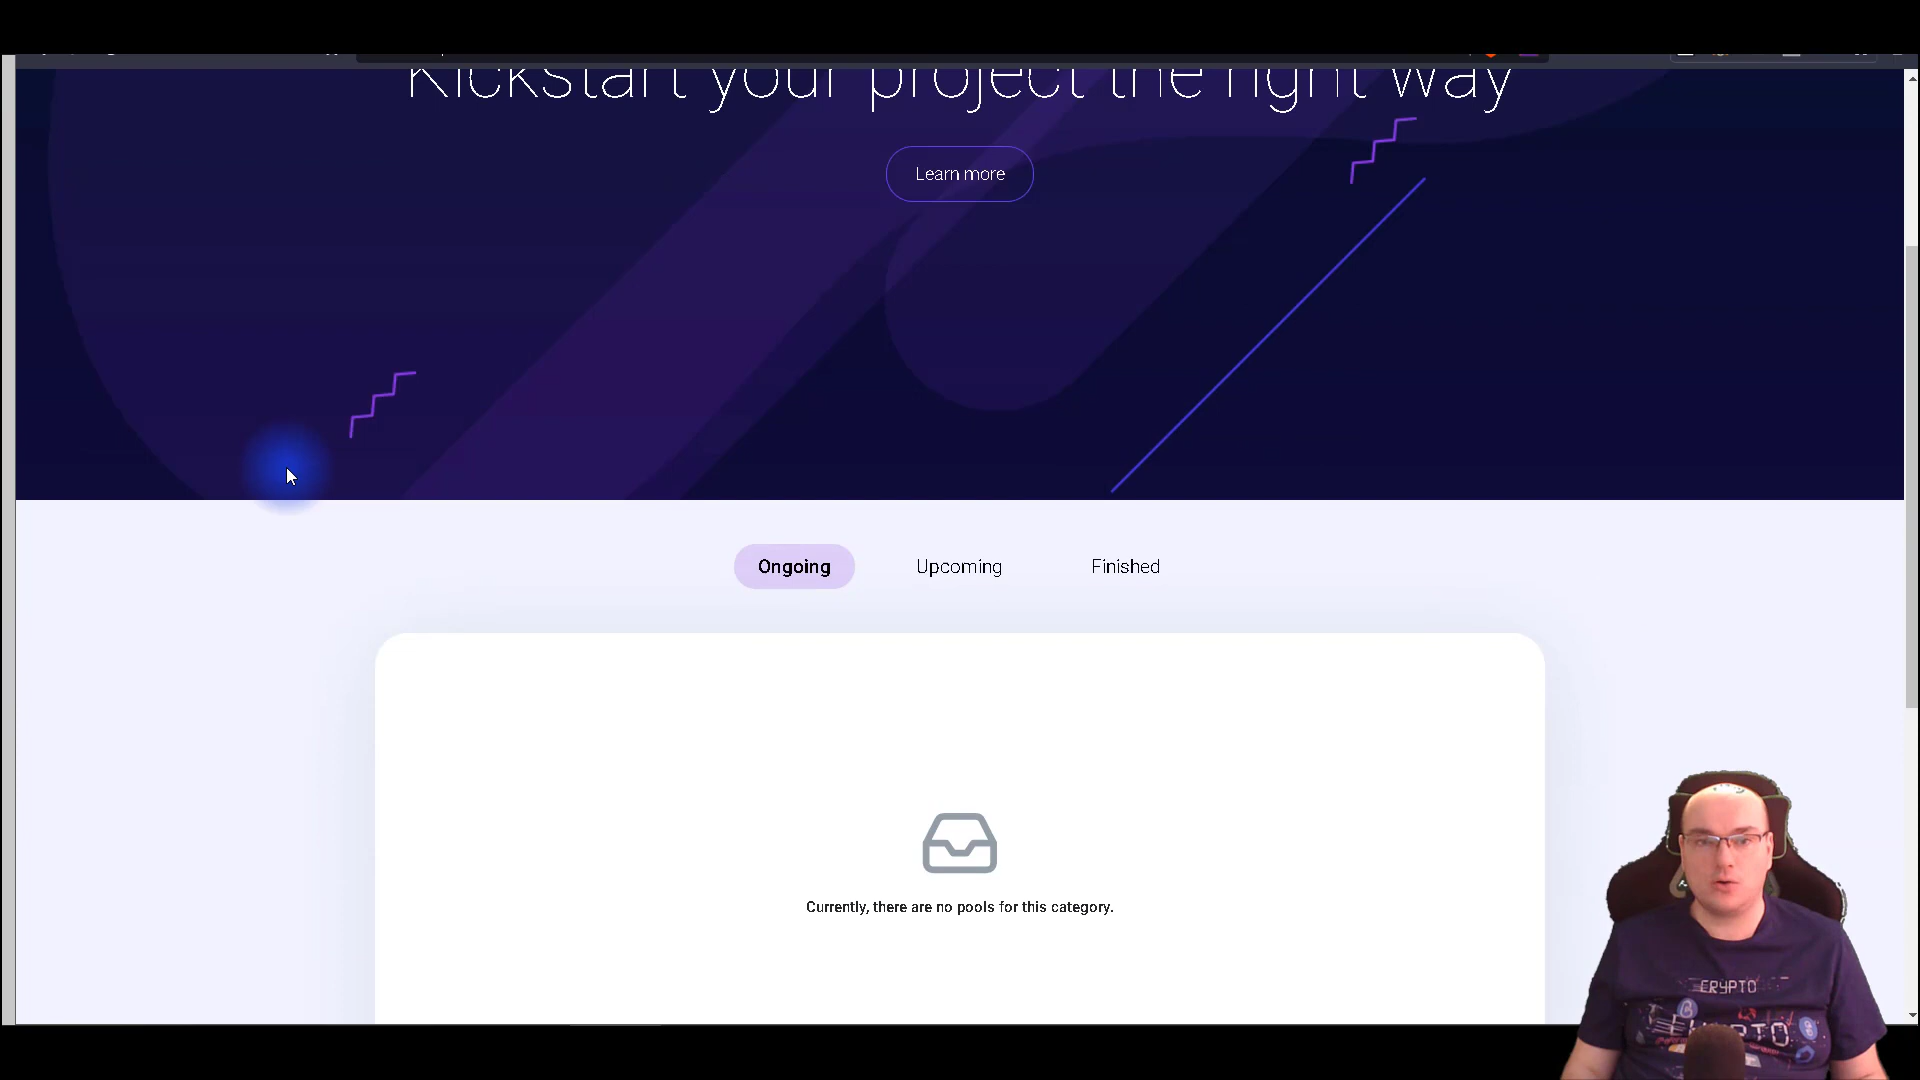 Kickstart your project the right way
Learn more
Ongoing
Upcoming
Finished
Currently, there are no pools for this category.
CRYPTO